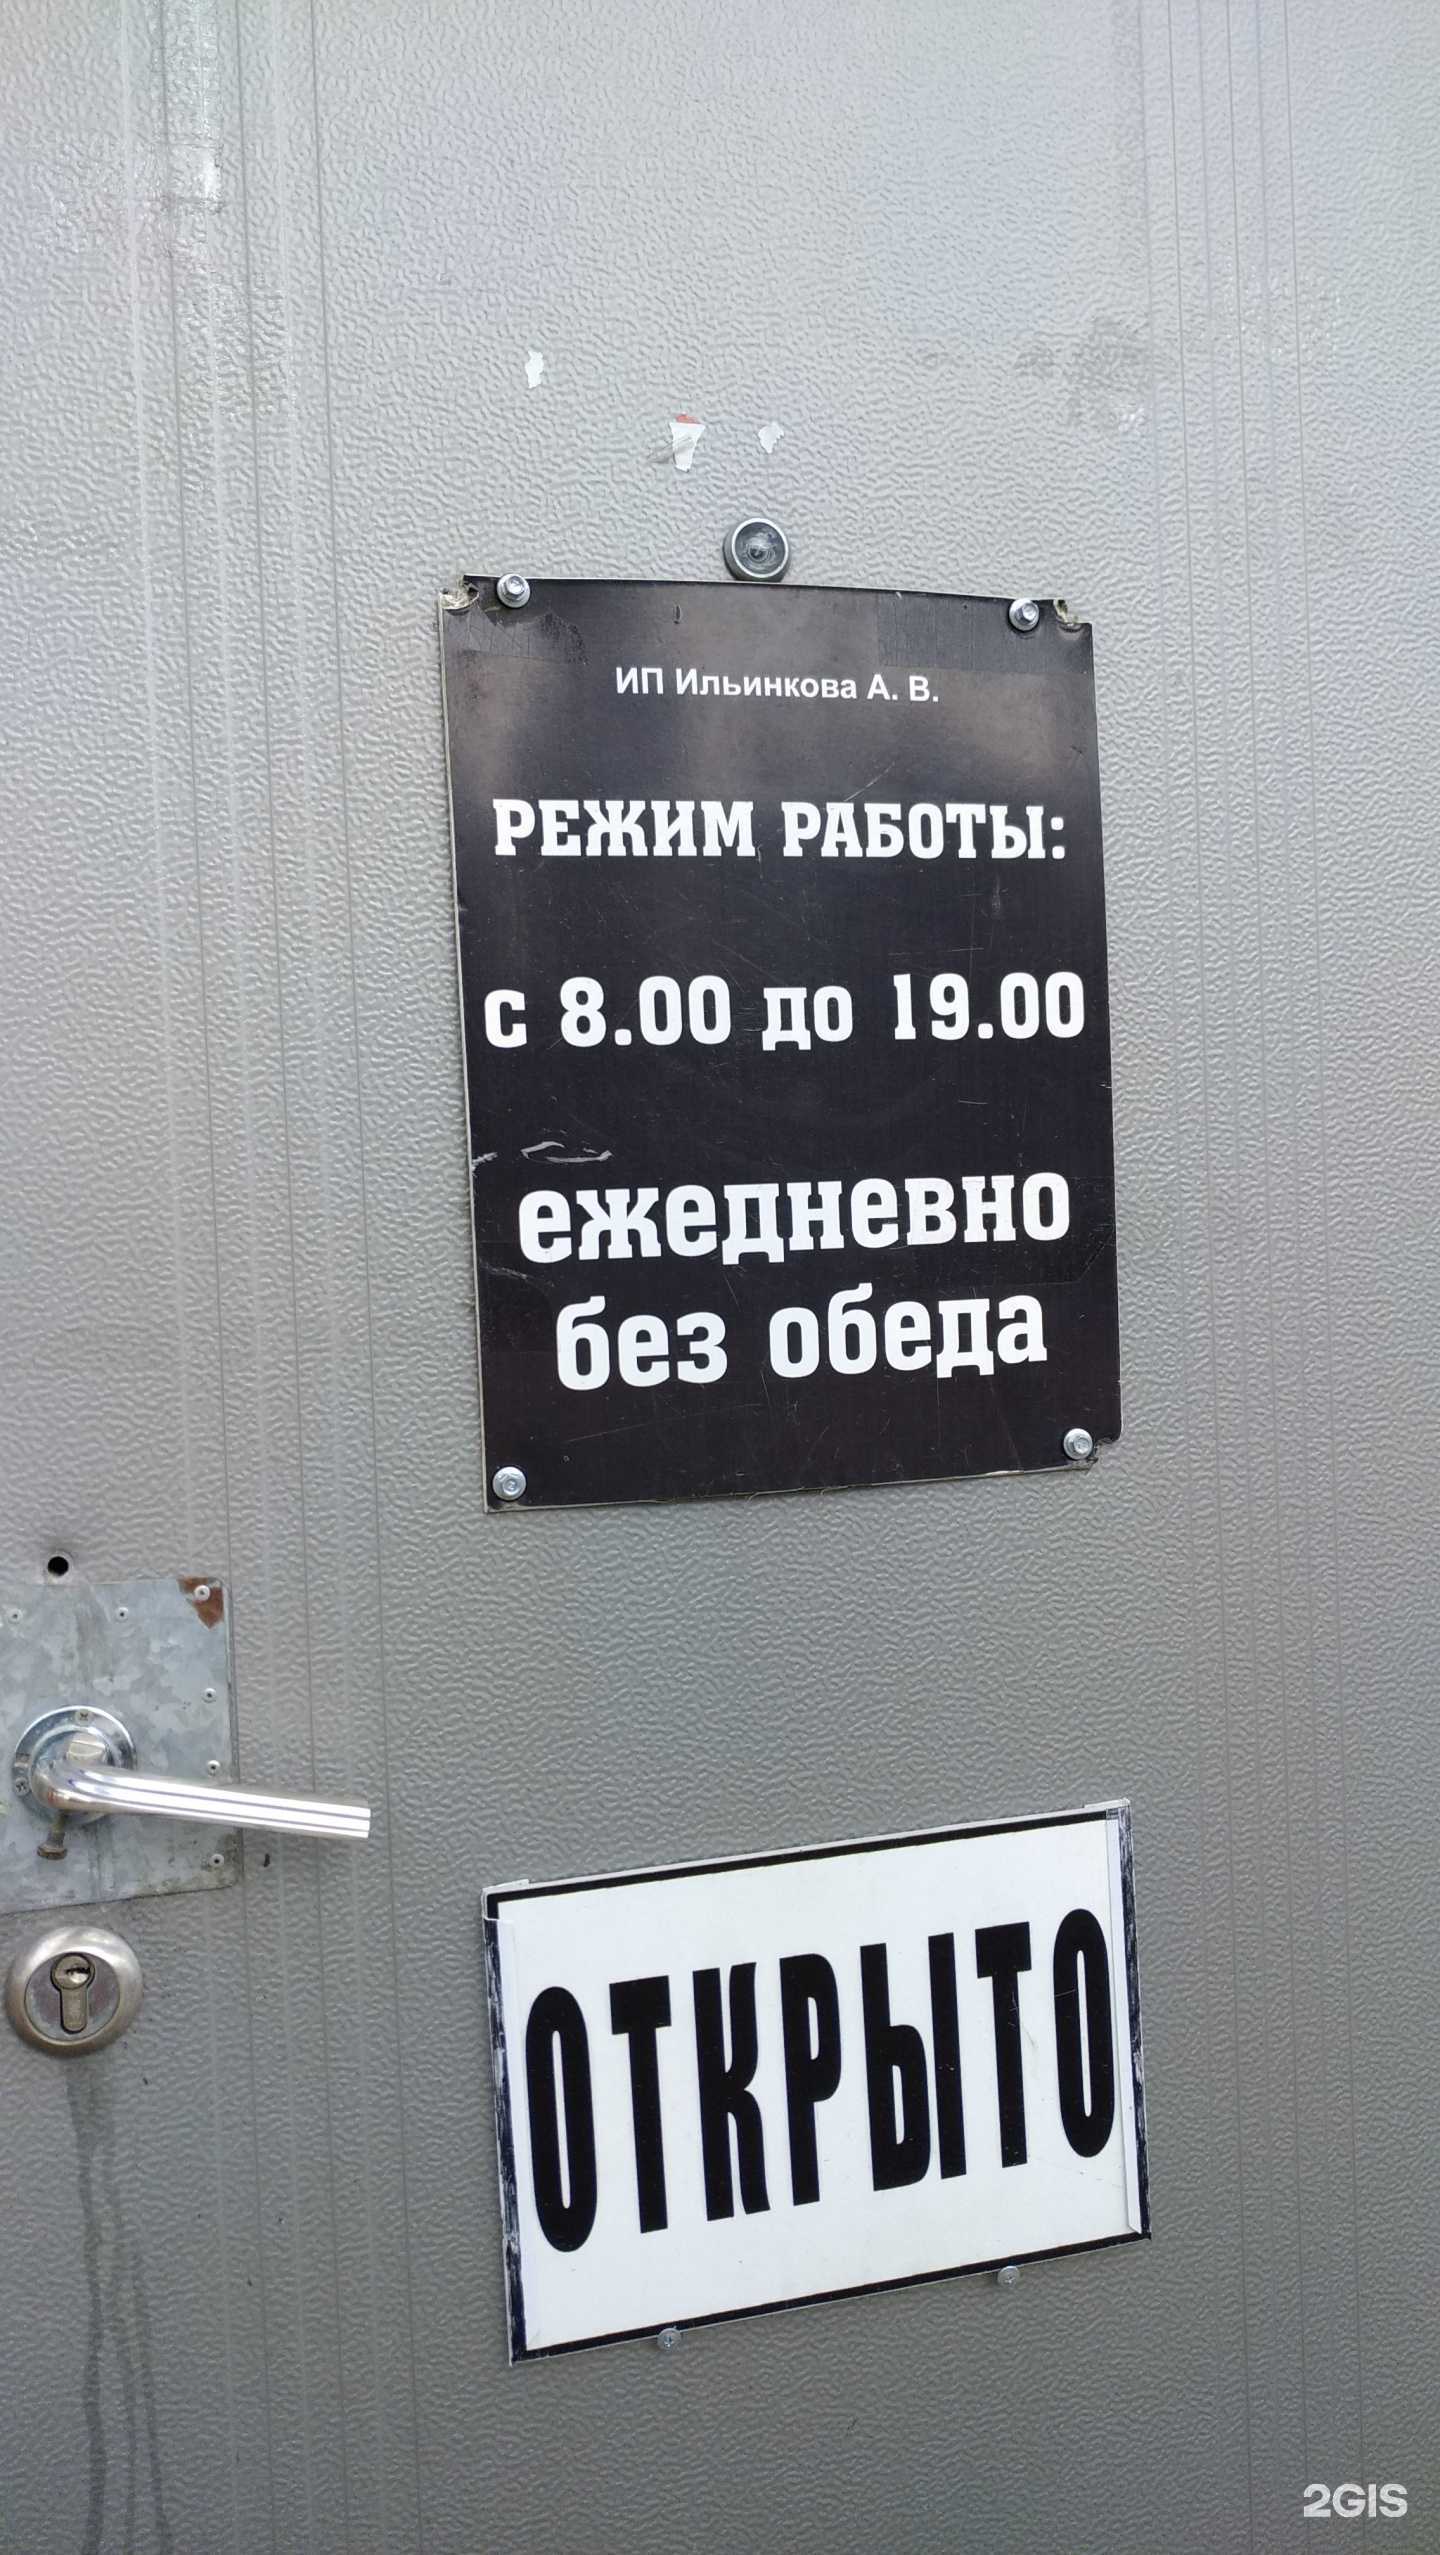 ИП Ильинкова А. В.
РЕЖИМ РАБОТЫ:
с 8.00 до 19.00
ежедневно
без обеда
ОТКРЫТО
2GIS